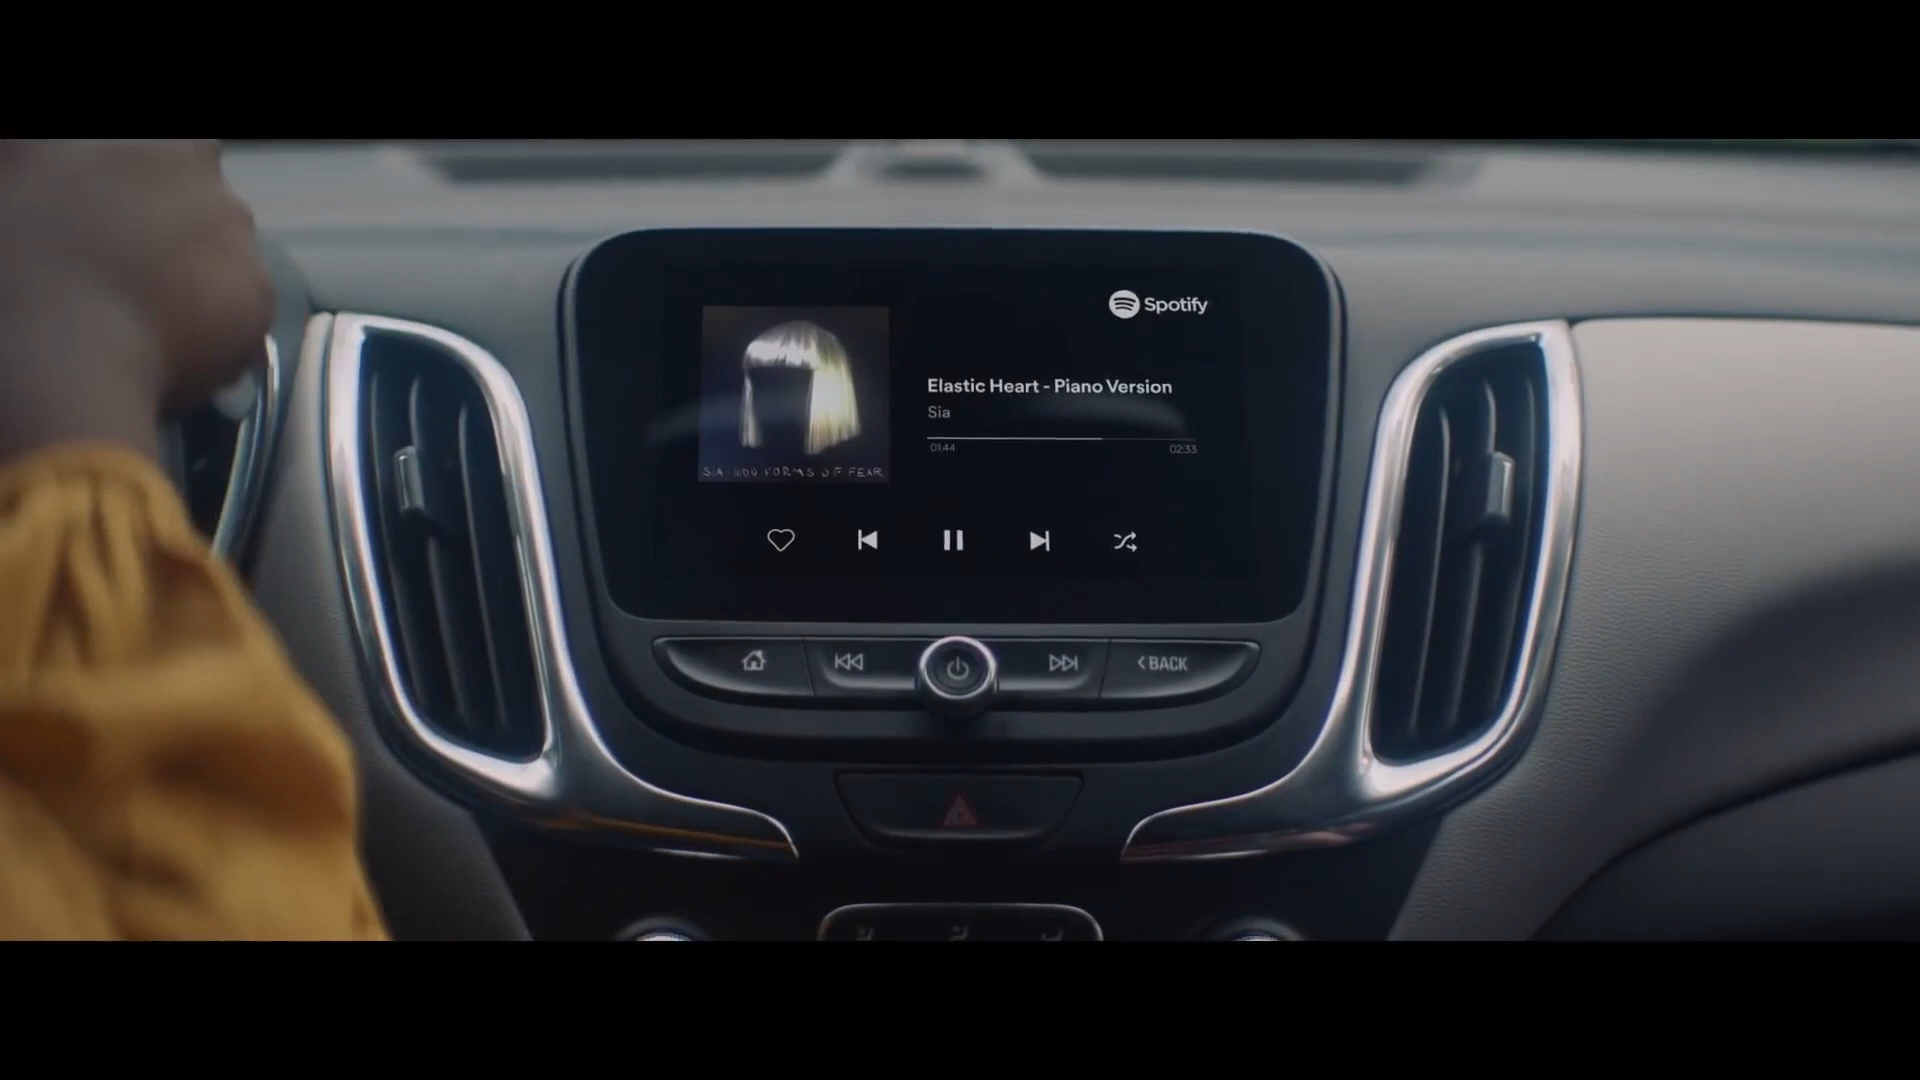 Spotify
Elastic Heart - Piano Version
Sia
01:44 02:33
SIA 1000 FORMS OF FEAR
< BACK